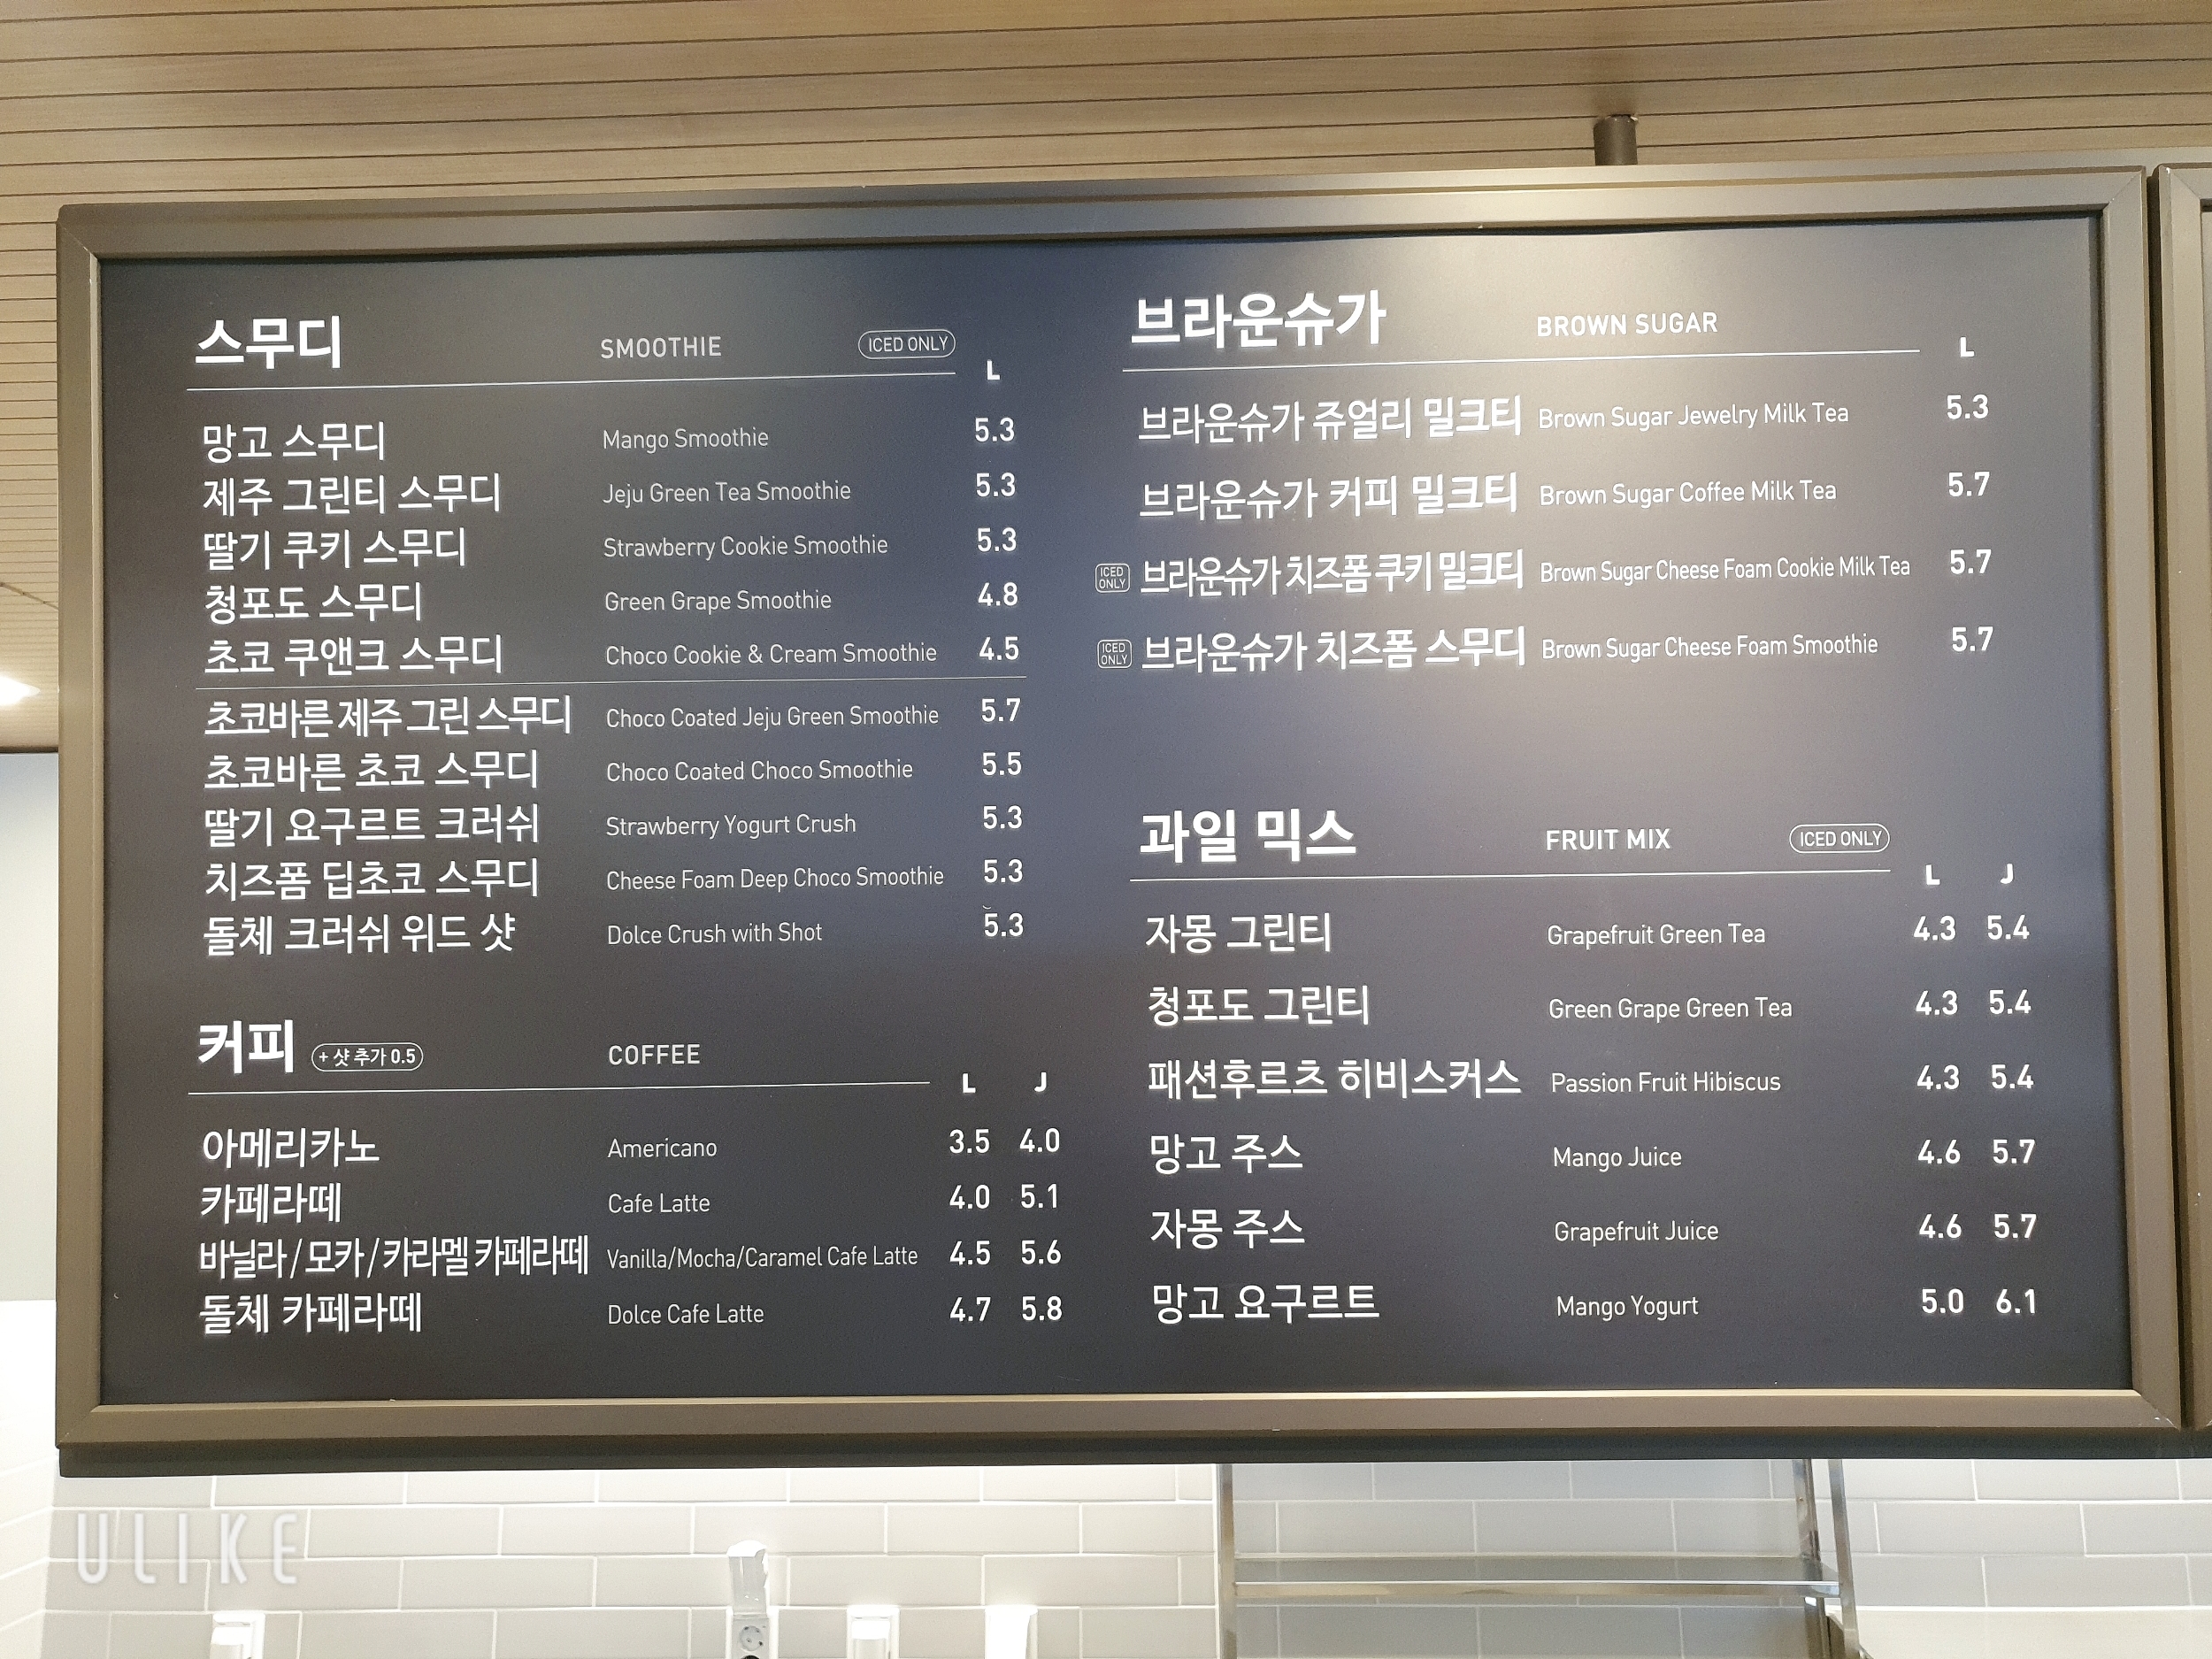 스무디 SMOOTHIE ICED ONLY
L
망고 스무디 Mango Smoothie 5.3
제주 그린티 스무디 Jeju Green Tea Smoothie 5.3
딸기 쿠키 스무디 Strawberry Cookie Smoothie 5.3
청포도 스무디 Green Grape Smoothie 4.8
초코 쿠앤크 스무디 Choco Cookie & Cream Smoothie 4.5
초코바른 제주 그린 스무디 Choco Coated Jeju Green Smoothie 5.7
초코바른 초코 스무디 Choco Coated Choco Smoothie 5.5
딸기 요구르트 크러쉬 Strawberry Yogurt Crush 5.3
치즈폼 딥초코 스무디 Cheese Foam Deep Choco Smoothie 5.3
돌체 크러쉬 위드 샷 Dolce Crush with Shot 5.3
커피 + 샷 추가 0.5 COFFEE
L J
아메리카노 Americano 3.5 4.0
카페라떼 Cafe Latte 4.0 5.1
바닐라/모카/카라멜 카페라떼 Vanilla/Mocha/Caramel Cafe Latte 4.5 5.6
돌체 카페라떼 Dolce Cafe Latte 4.7 5.8
브라운슈가 BROWN SUGAR
L
브라운슈가 쥬얼리 밀크티 Brown Sugar Jewelry Milk Tea 5.3
브라운슈가 커피 밀크티 Brown Sugar Coffee Milk Tea 5.7
ICED ONLY 브라운슈가 치즈폼 쿠키 밀크티 Brown Sugar Cheese Foam Cookie Milk Tea 5.7
ICED ONLY 브라운슈가 치즈폼 스무디 Brown Sugar Cheese Foam Smoothie 5.7
과일 믹스 FRUIT MIX ICED ONLY
L J
자몽 그린티 Grapefruit Green Tea 4.3 5.4
청포도 그린티 Green Grape Green Tea 4.3 5.4
패션후르츠 히비스커스 Passion Fruit Hibiscus 4.3 5.4
망고 주스 Mango Juice 4.6 5.7
자몽 주스 Grapefruit Juice 4.6 5.7
망고 요구르트 Mango Yogurt 5.0 6.1
ULIKE